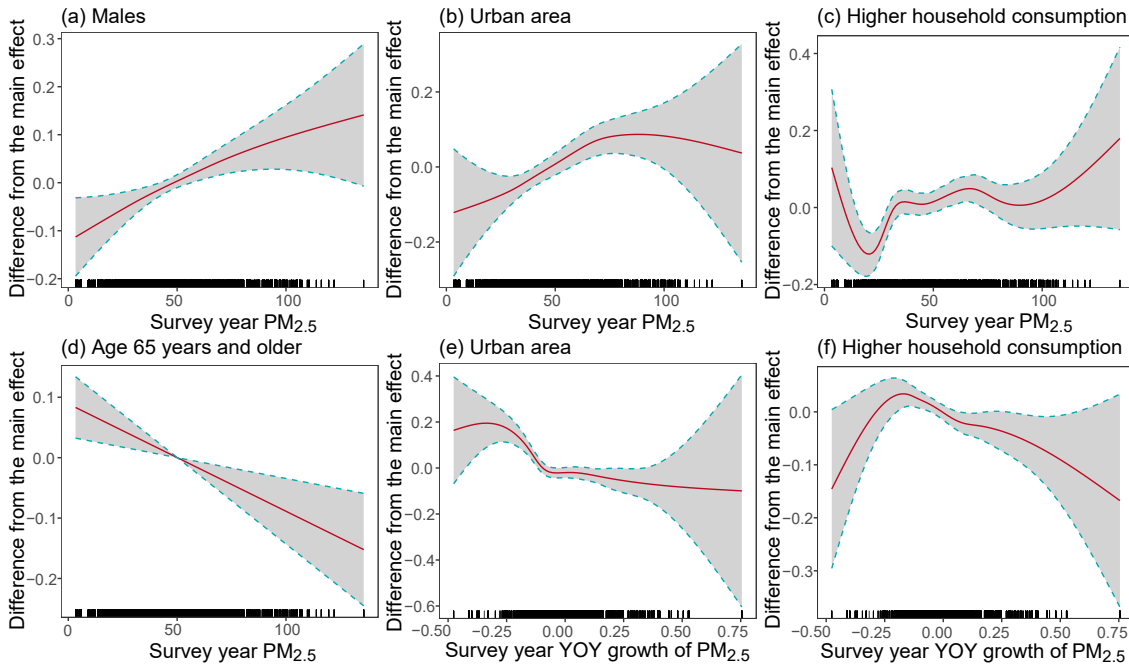 (a) Males
Difference from the main effect
0.3
0.2
0.1
0.0
−0.1
−0.2
0
50
100
Survey year PM2.5
(b) Urban area
Difference from the main effect
0.2
0.0
−0.2
0
50
100
Survey year PM2.5
(c) Higher household consumption
Difference from the main effect
0.4
0.2
0.0
−0.2
0
50
100
Survey year PM2.5
(d) Age 65 years and older
Difference from the main effect
0.1
0.0
−0.1
−0.2
0
50
100
Survey year PM2.5
(e) Urban area
Difference from the main effect
0.4
0.2
0.0
−0.2
−0.4
−0.6
−0.50
−0.25
0.00
0.25
0.50
0.75
Survey year YOY growth of PM2.5
(f) Higher household consumption
Difference from the main effect
0.0
−0.1
−0.2
−0.3
−0.50
−0.25
0.00
0.25
0.50
0.75
Survey year YOY growth of PM2.5